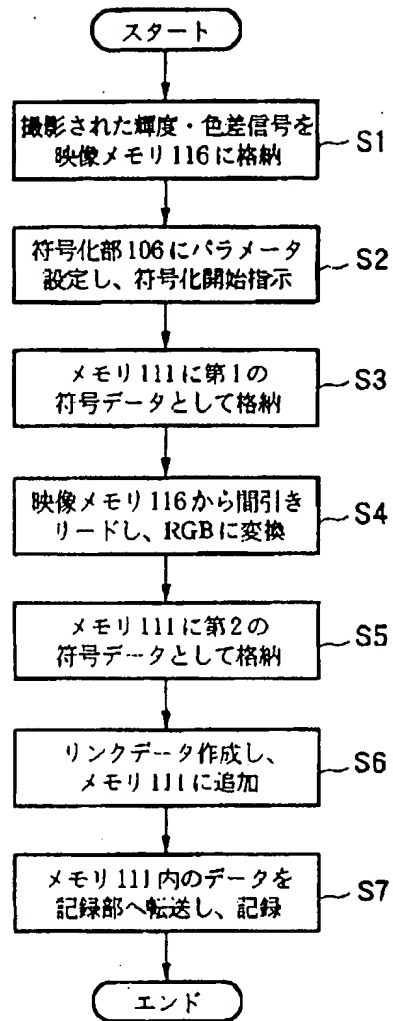 スタート
撮影された輝度・色差信号を
映像メモリ116に格納
S1
符号化部106にパラメータ
設定し、符号化開始指示
S2
メモリ111に第1の
符号データとして格納
S3
映像メモリ116から間引き
リードし、RGBに変換
S4
メモリ111に第2の
符号データとして格納
S5
リンクデータ作成し、
メモリ111に追加
S6
メモリ111内のデータを
記録部へ転送し、記録
S7
エンド